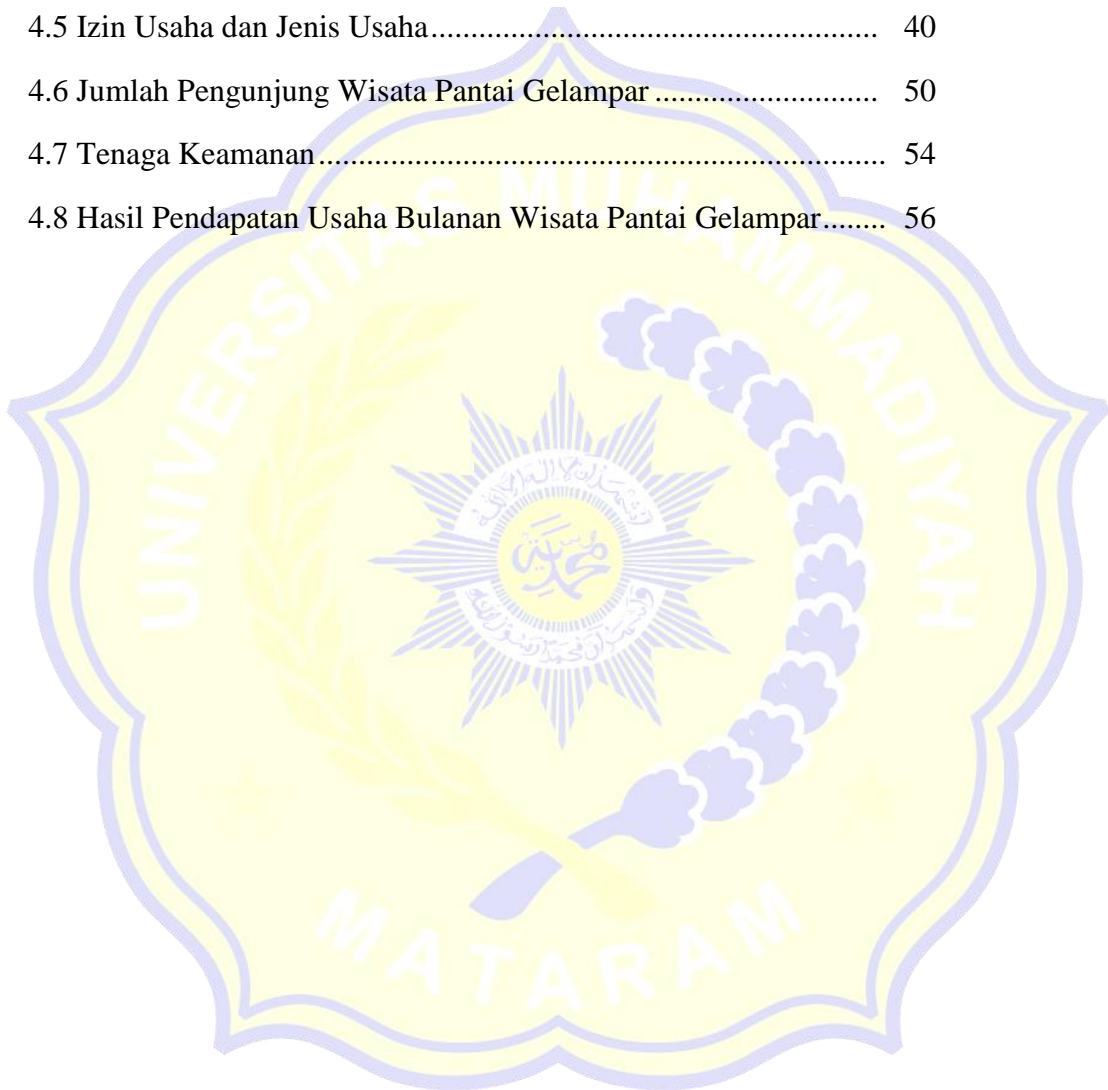 4.5 Izin Usaha dan Jenis Usaha........................................................ 40
4.6 Jumlah Pengunjung Wisata Pantai Gelampar ............................ 50
4.7 Tenaga Keamanan....................................................................... 54
4.8 Hasil Pendapatan Usaha Bulanan Wisata Pantai Gelampar........ 56
UNIVERSITAS MUHAMMADIYAH
MATARAM